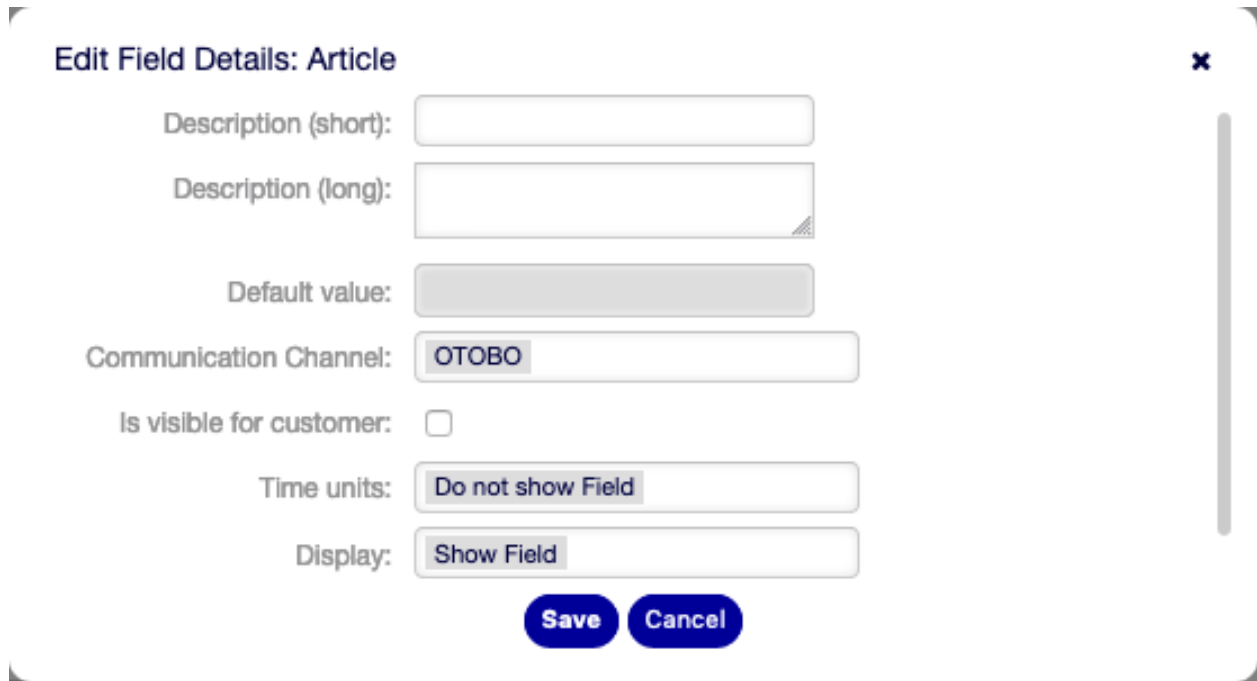 Edit Field Details: Article
Description (short):
Description (long):
Default value:
Communication Channel: OTOBO
Is visible for customer:
Time units: Do not show Field
Display: Show Field
Save Cancel